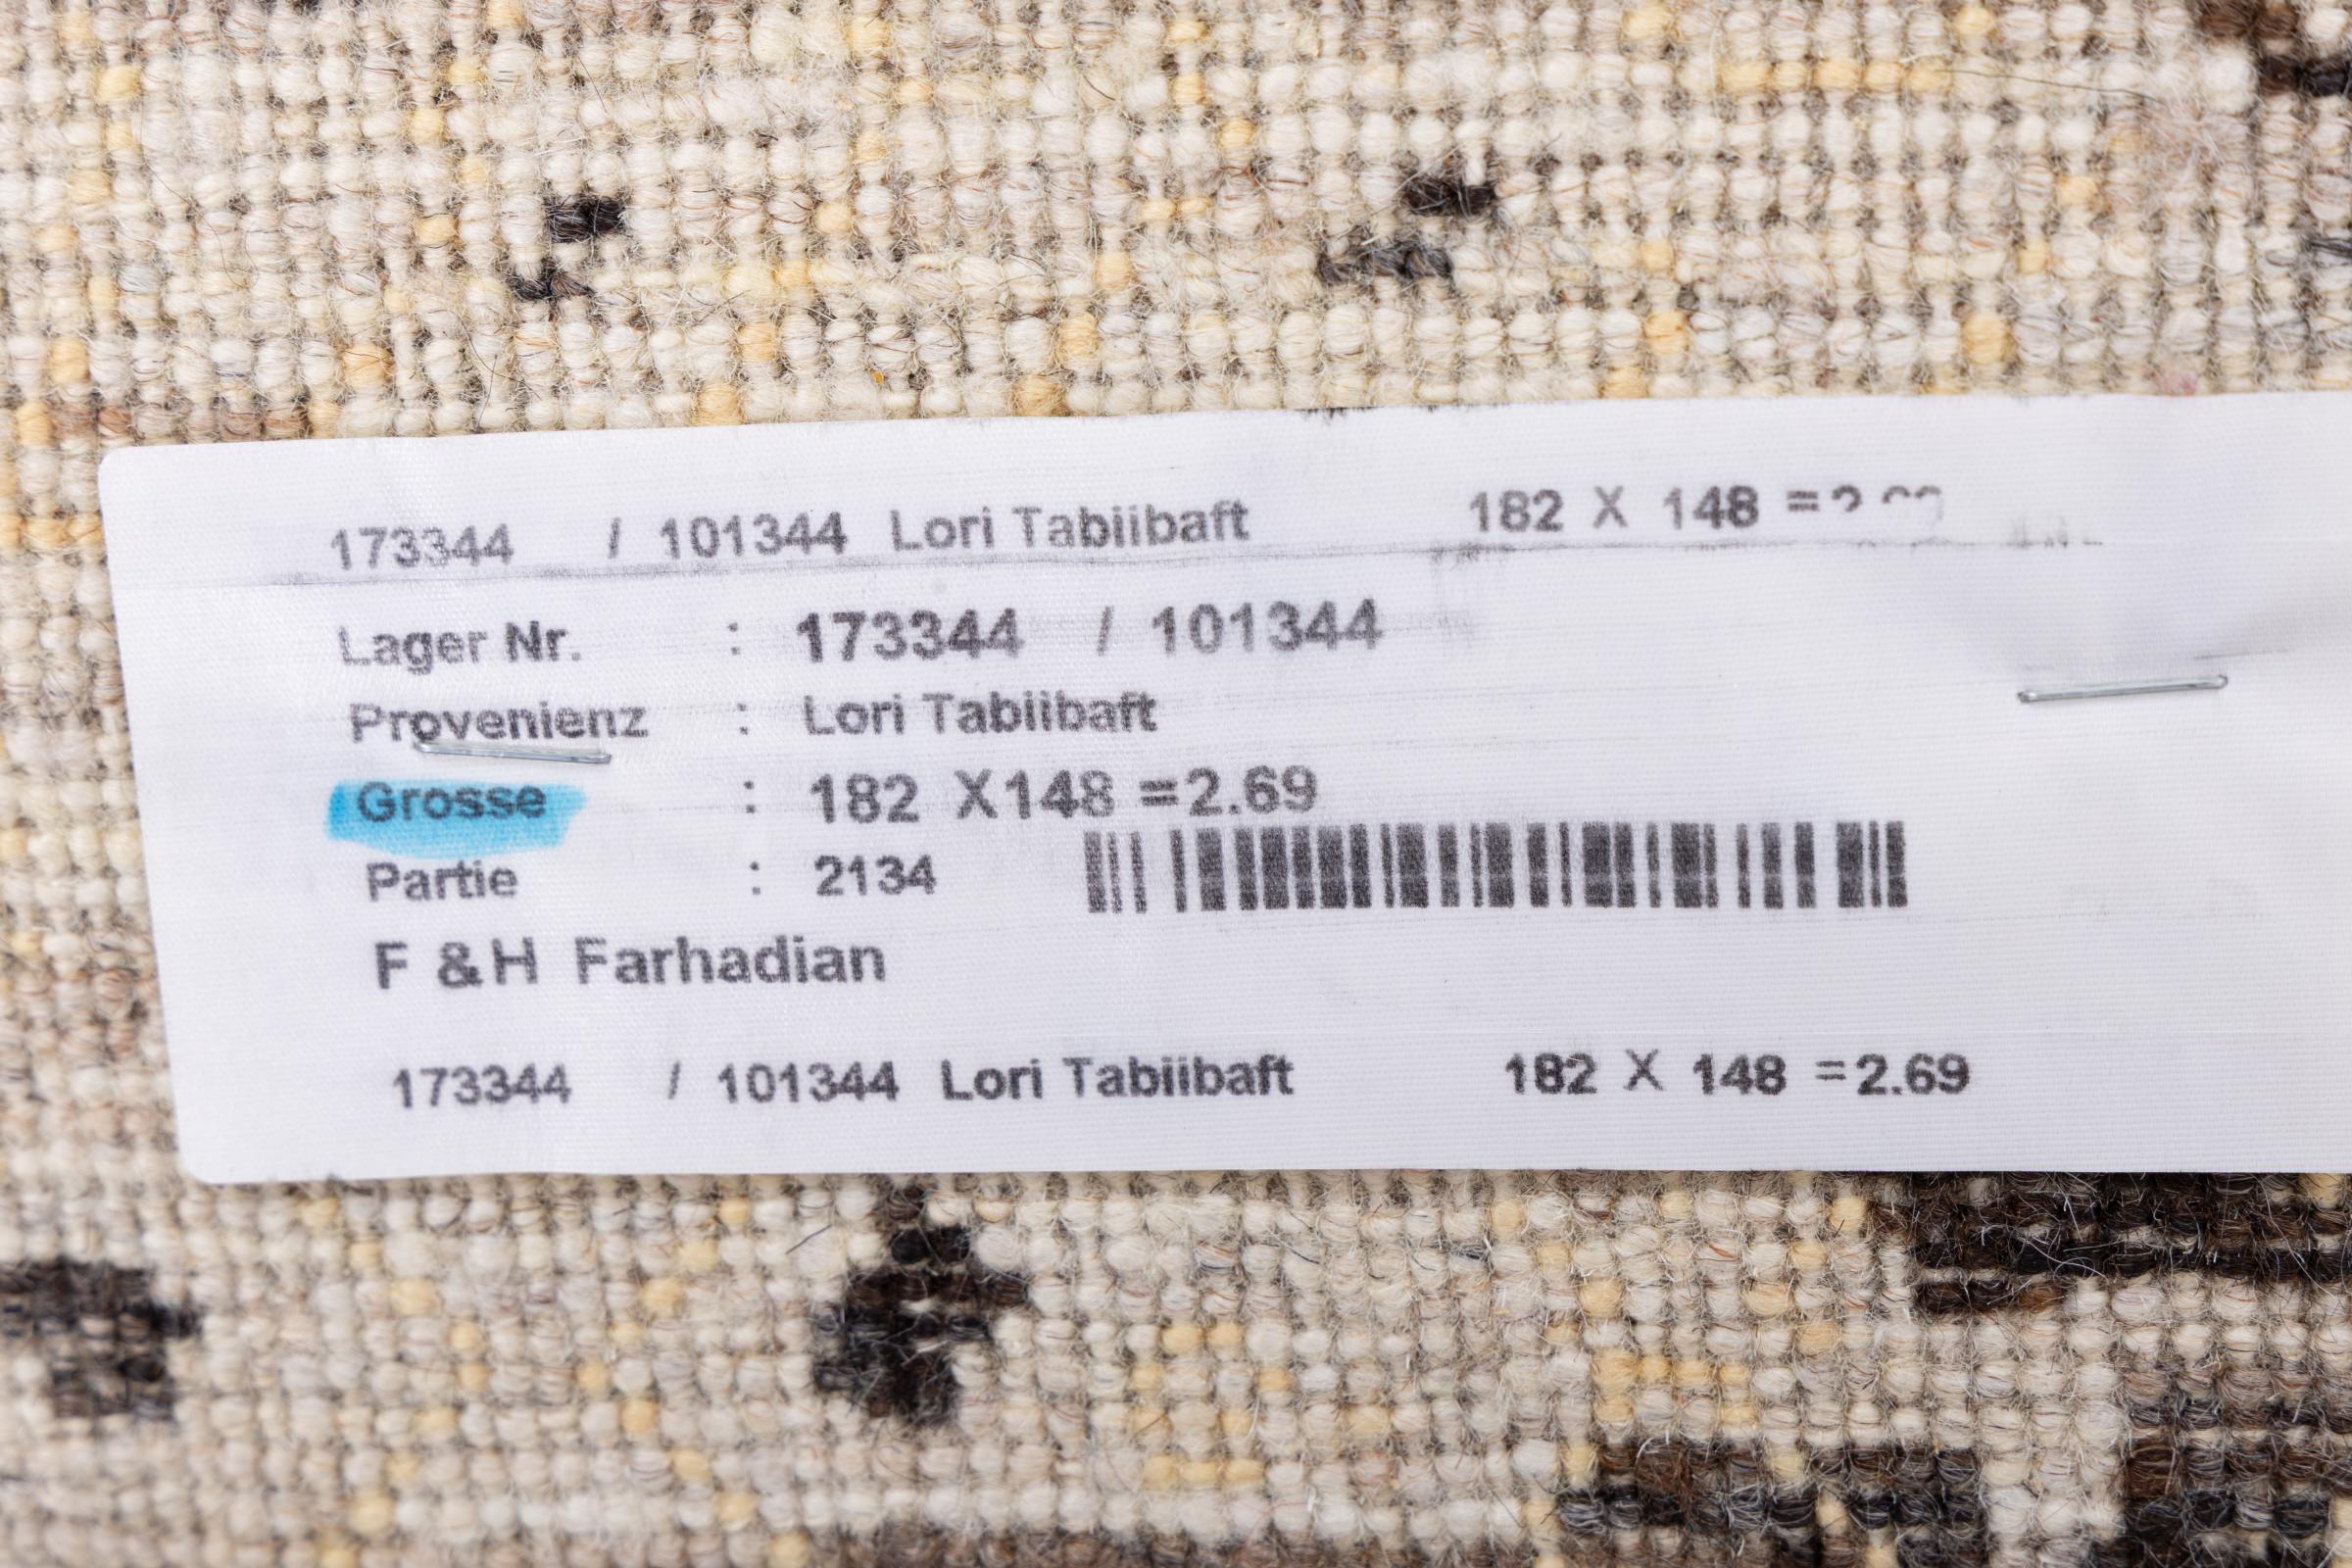 173344 / 101344 Lori Tabiibaft 182 X 148 =
Lager Nr. : 173344 / 101344
Provenienz : Lori Tabiibaft
Grosse : 182 X148 =2.69
Partie : 2134
F & H Farhadian
173344 / 101344 Lori Tabiibaft 182 X 148 =2.69